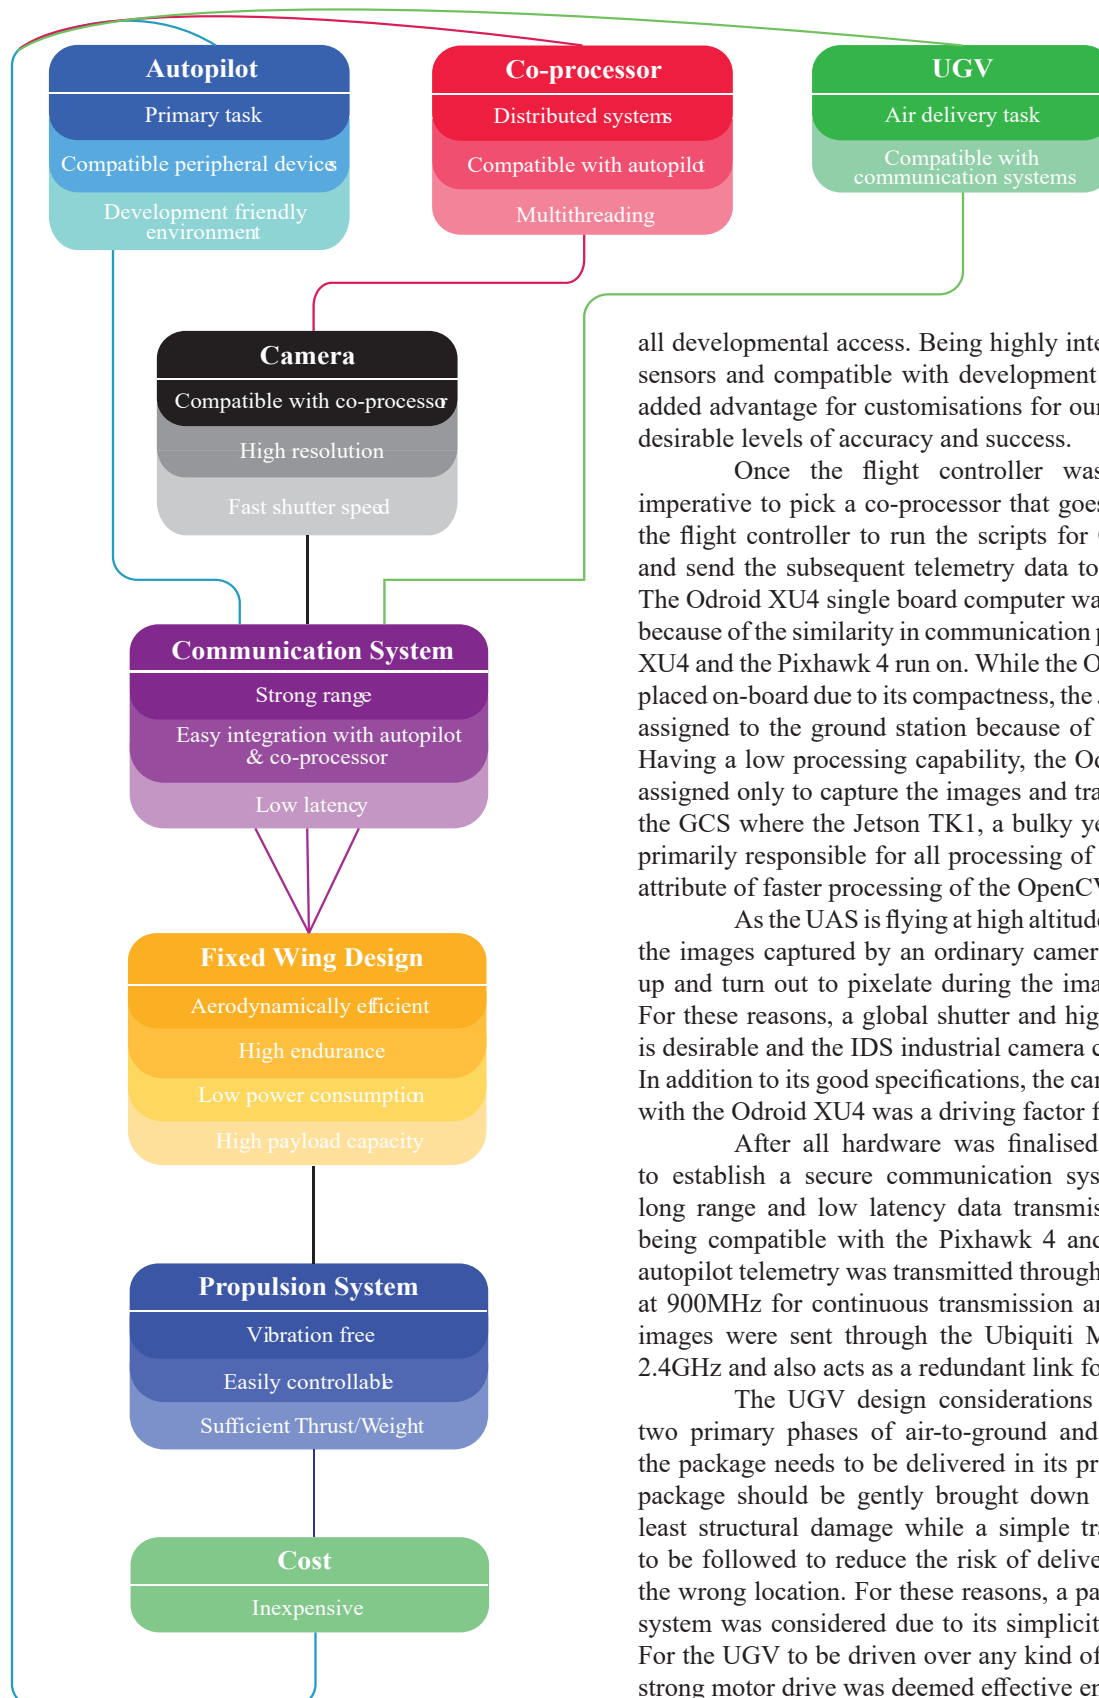 Autopilot
Primary task
Compatible peripheral devices
Development friendly
environment
Co-processor
Distributed systems
Compatible with autopilot
Multithreading
UGV
Air delivery task
Compatible with
communication systems
Camera
Compatible with co-processor
High resolution
Fast shutter speed
Communication System
Strong range
Easy integration with autopilot
& co-processor
Low latency
Fixed Wing Design
Aerodynamically efficient
High endurance
Low power consumption
High payload capacity
Propulsion System
Vibration free
Easily controllable
Sufficient Thrust/Weight
Cost
Inexpensive
all developmental access. Being highly inte
sensors and compatible with development
added advantage for customisations for our
desirable levels of accuracy and success.
Once the flight controller was
imperative to pick a co-processor that goes
the flight controller to run the scripts for
and send the subsequent telemetry data to
The Odroid XU4 single board computer wa
because of the similarity in communication p
XU4 and the Pixhawk 4 run on. While the O
placed on-board due to its compactness, the
assigned to the ground station because of
Having a low processing capability, the Od
assigned only to capture the images and tra
the GCS where the Jetson TK1, a bulky ye
primarily responsible for all processing of
attribute of faster processing of the OpenCV
As the UAS is flying at high altitude
the images captured by an ordinary camer
up and turn out to pixelate during the ima
For these reasons, a global shutter and hig
is desirable and the IDS industrial camera c
In addition to its good specifications, the car
with the Odroid XU4 was a driving factor f
After all hardware was finalised
to establish a secure communication sys
long range and low latency data transmis
being compatible with the Pixhawk 4 and
autopilot telemetry was transmitted through
at 900MHz for continuous transmission an
images were sent through the Ubiquiti M
2.4GHz and also acts as a redundant link fo
The UGV design considerations
two primary phases of air-to-ground and
the package needs to be delivered in its pr
package should be gently brought down
least structural damage while a simple tra
to be followed to reduce the risk of delive
the wrong location. For these reasons, a pa
system was considered due to its simplicit
For the UGV to be driven over any kind of
strong motor drive was deemed effective en